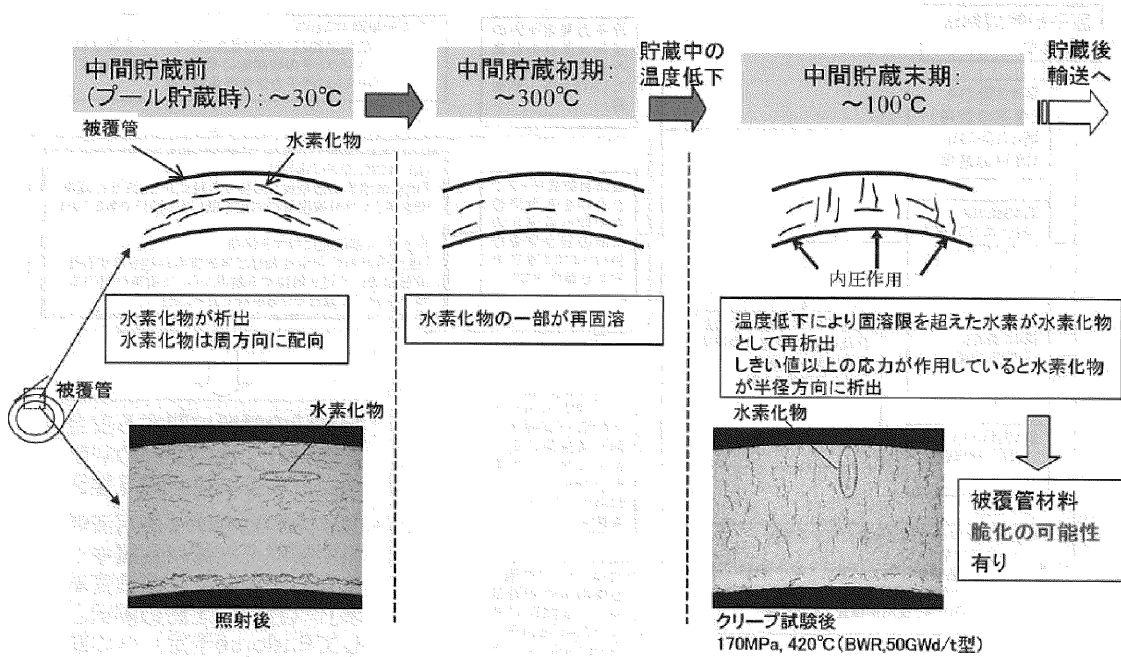 中間貯蔵前
(プール貯蔵時):~30℃
中間貯蔵初期:
~300℃
貯蔵中の
温度低下
中間貯蔵末期:
~100℃
貯蔵後
輸送へ
被覆管
水素化物
内圧作用
水素化物が析出
水素化物は周方向に配向
水素化物の一部が再固溶
温度低下により固溶限を超えた水素が水素化物
として再析出
しきい値以上の応力が作用していると水素化物
が半径方向に析出
被覆管
水素化物
水素化物
被覆管材料
脆化の可能性
有り
照射後
クリープ試験後
170MPa, 420℃(BWR,50GWd/t型)